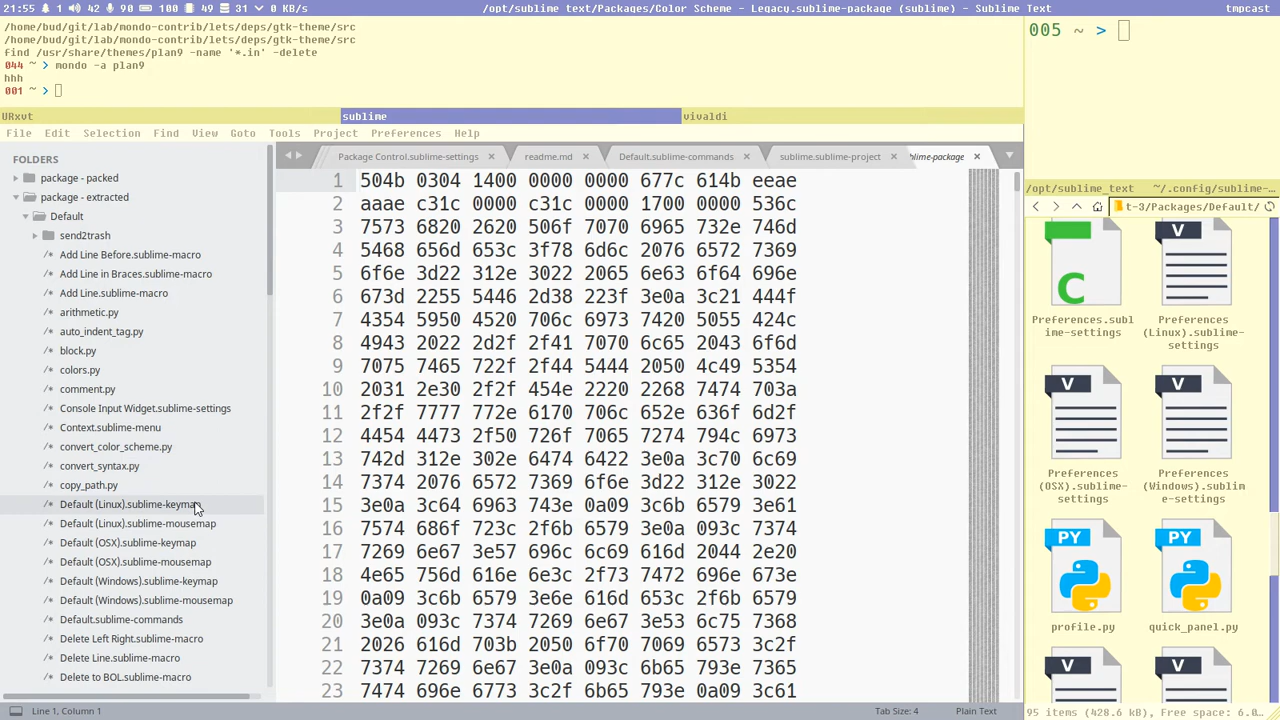 21:55 1 42 90 100 49 31 0 KB/s /opt/sublime text/Packages/Color Scheme - Legacy.sublime-package (sublime) - Sublime Text tmpcast
/home/bud/git/lab/mondo-contrib/lets/deps/gtk-theme/src
/home/bud/git/lab/mondo-contrib/lets/deps/gtk-theme/src
find /usr/share/themes/plan9 -name '*.in' -delete
044 ~ > mondo -a plan9
hhh
001 ~ >
005 ~ >
URxvt sublime vivaldi
File Edit Selection Find View Goto Tools Project Preferences Help
FOLDERS
package - packed
package - extracted
Default
send2trash
Add Line Before.sublime-macro
Add Line in Braces.sublime-macro
Add Line.sublime-macro
arithmetic.py
auto_indent_tag.py
block.py
colors.py
comment.py
Console Input Widget.sublime-settings
Context.sublime-menu
convert_color_scheme.py
convert_syntax.py
copy_path.py
Default (Linux).sublime-keymap
Default (Linux).sublime-mousemap
Default (OSX).sublime-keymap
Default (OSX).sublime-mousemap
Default (Windows).sublime-keymap
Default (Windows).sublime-mousemap
Default.sublime-commands
Delete Left Right.sublime-macro
Delete Line.sublime-macro
Delete to BOL.sublime-macro
Package Control.sublime-settings readme.md Default.sublime-commands sublime.sublime-project blime-package
1 504b 0304 1400 0000 0000 677c 614b eeae
2 aaae c31c 0000 c31c 0000 1700 0000 536c
3 7573 6820 2620 506f 7070 6965 732e 746d
4 5468 656d 653c 3f78 6d6c 2076 6572 7369
5 6f6e 3d22 312e 3022 2065 6e63 6f64 696e
6 673d 2255 5446 2d38 223f 3e0a 3c21 444f
7 4354 5950 4520 706c 6973 7420 5055 424c
8 4943 2022 2d2f 2f41 7070 6c65 2043 6f6d
9 7075 7465 722f 2f44 5444 2050 4c49 5354
10 2031 2e30 2f2f 454e 2220 2268 7474 703a
11 2f2f 7777 772e 6170 706c 652e 636f 6d2f
12 4454 4473 2f50 726f 7065 7274 794c 6973
13 742d 312e 302e 6474 6422 3e0a 3c70 6c69
14 7374 2076 6572 7369 6f6e 3d22 312e 3022
15 3e0a 3c64 6963 743e 0a09 3c6b 6579 3e61
16 7574 686f 723c 2f6b 6579 3e0a 093c 7374
17 7269 6e67 3e57 696c 6c69 616d 2044 2e20
18 4e65 756d 616e 6e3c 2f73 7472 696e 673e
19 0a09 3c6b 6579 3e6e 616d 653c 2f6b 6579
20 3e0a 093c 7374 7269 6e67 3e53 6c75 7368
21 2026 616d 703b 2050 6f70 7069 6573 3c2f
22 7374 7269 6e67 3e0a 093c 6b65 793e 7365
23 7474 696e 6773 3c2f 6b65 793e 0a09 3c61
/opt/sublime_text ~/.config/sublime-...
t-3/Packages/Default/
C V
Preferences.subl
ime-settings
Preferences
(Linux).sublime-
settings
V V
Preferences
(OSX).sublime-
settings
Preferences
(Windows).sublim
e-settings
PY PY
profile.py quick_panel.py
V V
95 items (428.6 kB), Free space: 6.0...
Line 1, Column 1 Tab Size: 4 Plain Text